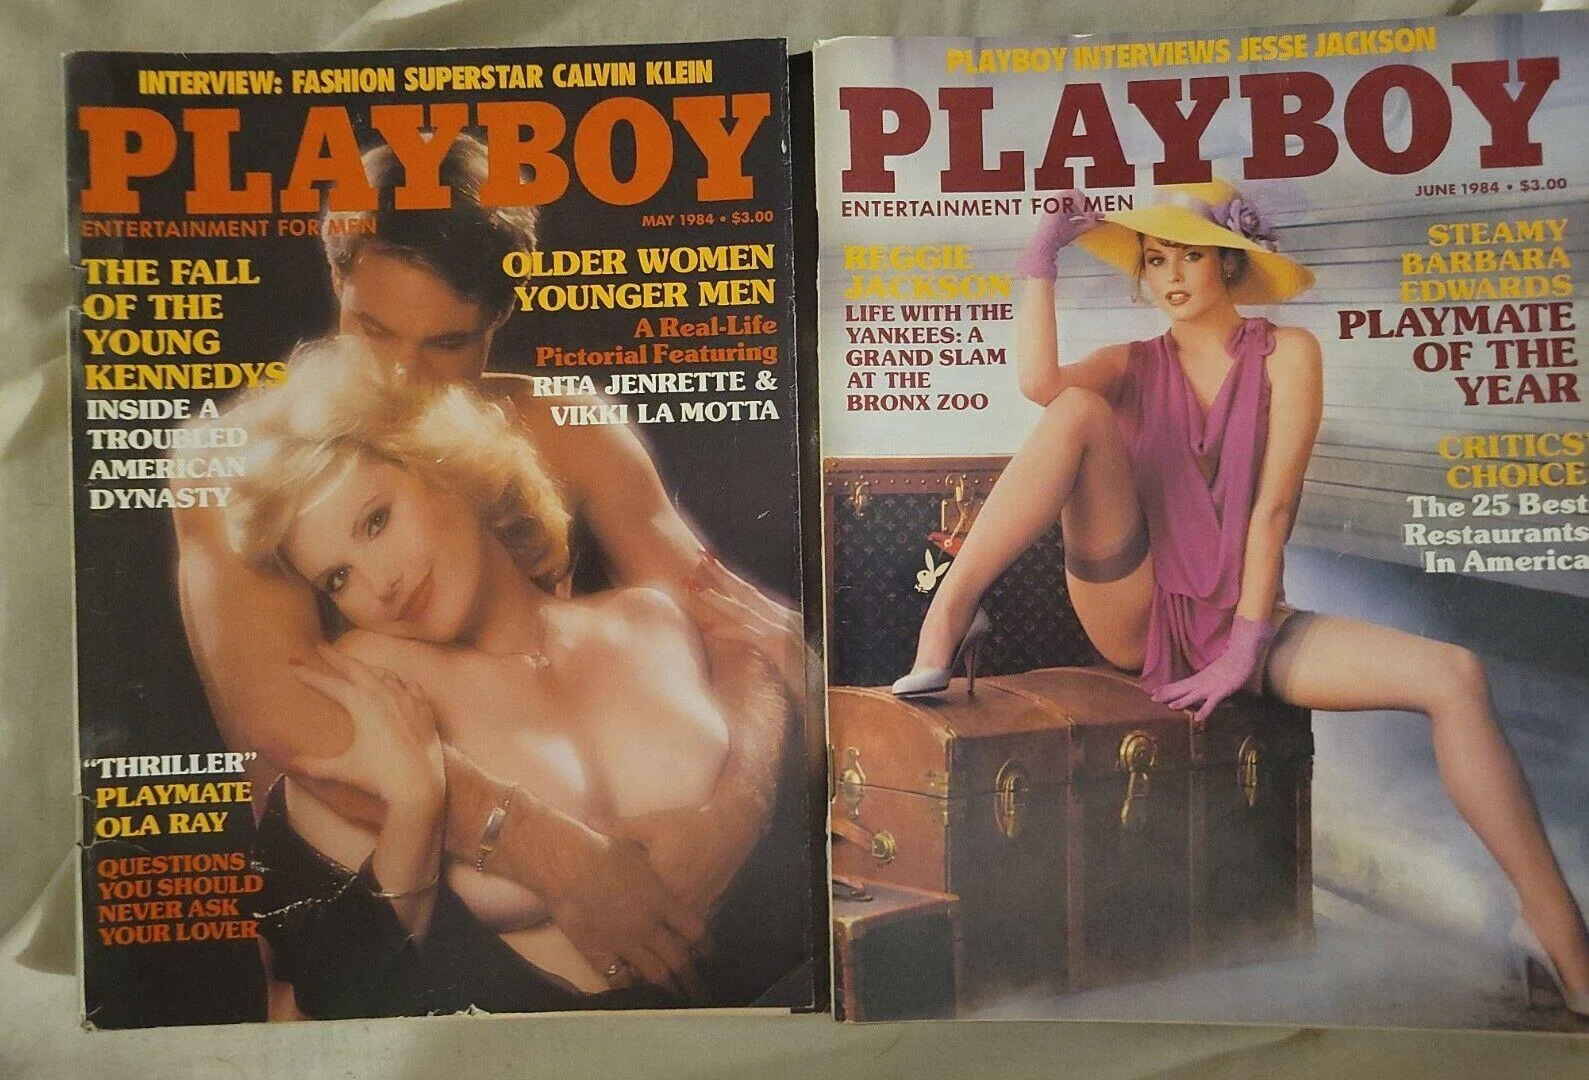 INTERVIEW: FASHION SUPERSTAR CALVIN KLEIN
PLAYBOY
ENTERTAINMENT FOR MEN
MAY 1984 • $3.00
THE FALL
OF THE
YOUNG
KENNEDYS
INSIDE A
TROUBLED
AMERICAN
DYNASTY
OLDER WOMEN
YOUNGER MEN
A Real-Life
Pictorial Featuring
RITA JENRETTE &
VIKKI LA MOTTA
"THRILLER"
PLAYMATE
OLA RAY
QUESTIONS
YOU SHOULD
NEVER ASK
YOUR LOVER
PLAYBOY INTERVIEWS JESSE JACKSON
PLAYBOY
ENTERTAINMENT FOR MEN
JUNE 1984 • $3.00
REGGIE
JACKSON
LIFE WITH THE
YANKEES: A
GRAND SLAM
AT THE
BRONX ZOO
STEAMY
BARBARA
EDWARDS
PLAYMATE
OF THE
YEAR
CRITICS'
CHOICE
The 25 Best
Restaurants
In America